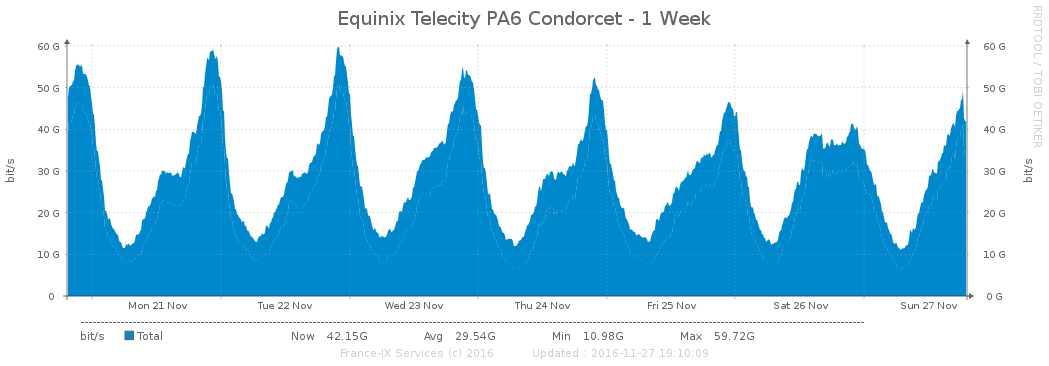 Equinix Telecity PA6 Condorcet - 1 Week
RRDTOOL / TOBI OETIKER
bit/s
60 G
50 G
40 G
30 G
20 G
10 G
0
60 G
50 G
40 G
30 G
20 G
10 G
0 G
bit/s
Mon 21 Nov Tue 22 Nov Wed 23 Nov Thu 24 Nov Fri 25 Nov Sat 26 Nov Sun 27 Nov
bit/s Total Now 42.15G Avg 29.54G Min 10.98G Max 59.72G
France-IX Services (c) 2016 Updated : 2016-11-27 19:10:09